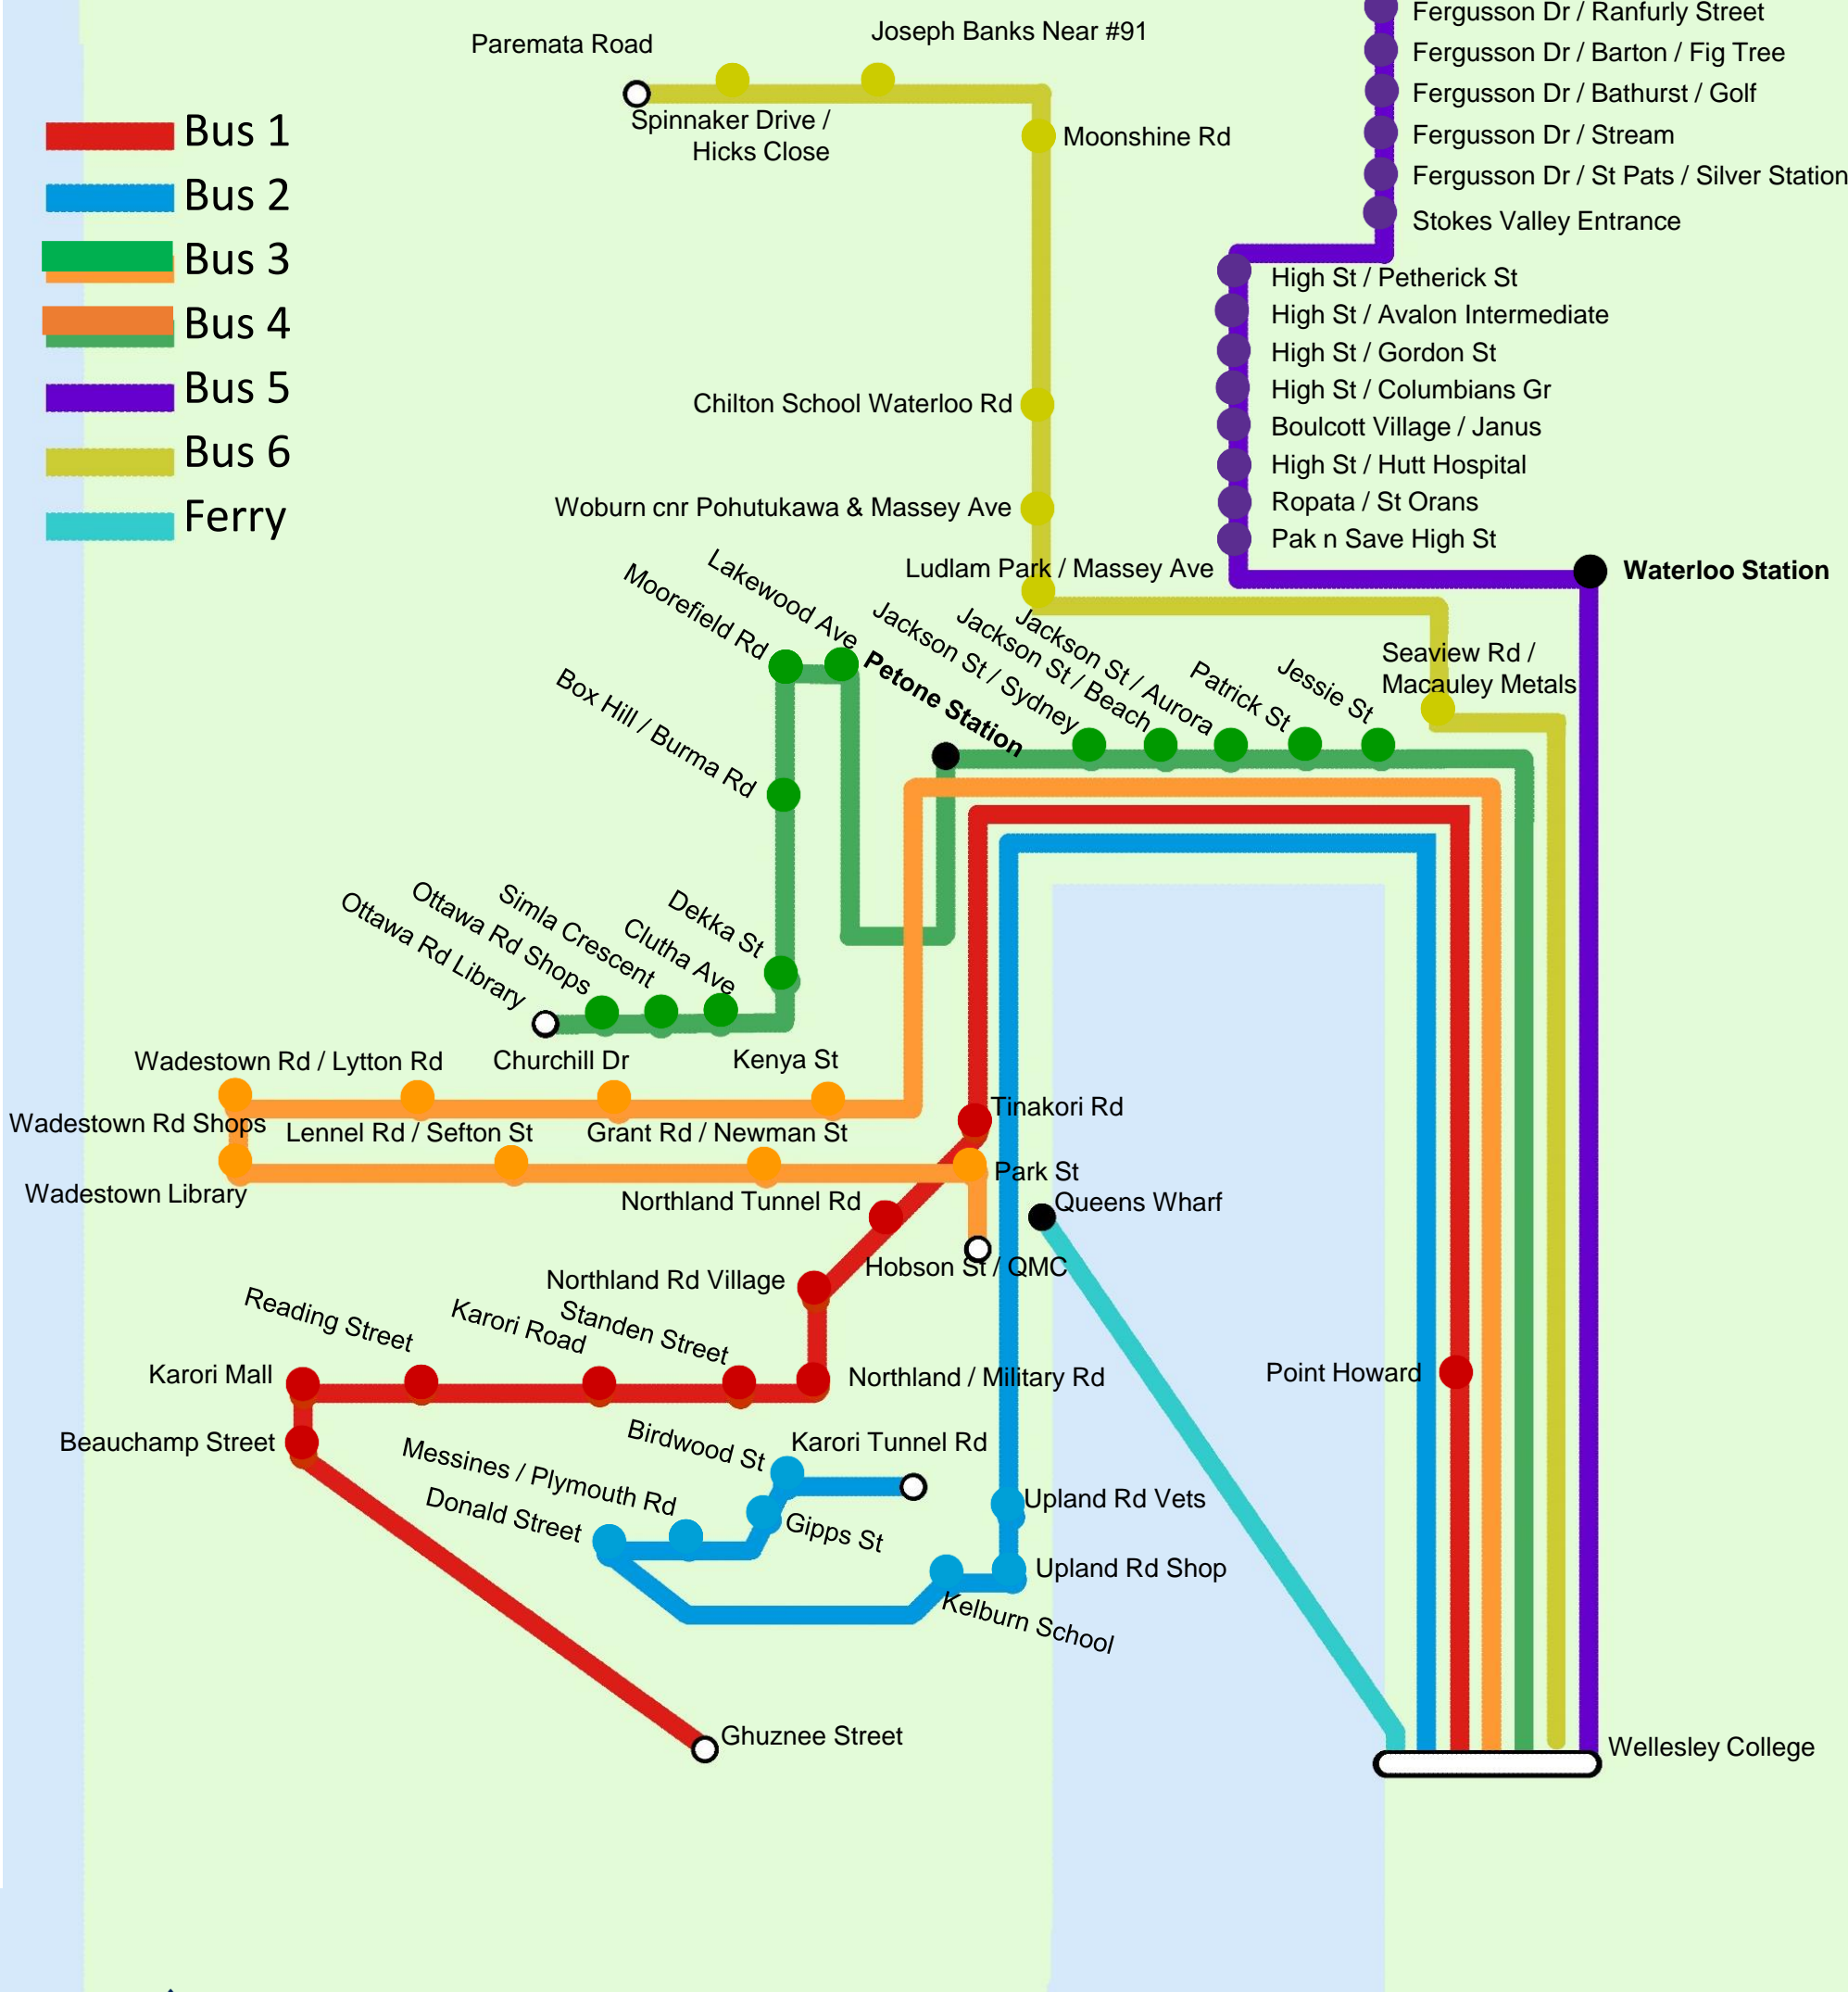 Fergusson Dr / Ranfurly Street
Joseph Banks Near #91
Paremata Road
Fergusson Dr / Barton / Fig Tree
Fergusson Dr / Bathurst / Golf
Spinnaker Drive /
Hicks Close
Moonshine Rd
Fergusson Dr / Stream
Fergusson Dr / St Pats / Silver Station
Stokes Valley Entrance
Bus 1
Bus 2
Bus 3
Bus 4
Bus 5
Bus 6
Ferry
High St / Petherick St
High St / Avalon Intermediate
High St / Gordon St
High St / Columbians Gr
Boulcott Village / Janus
High St / Hutt Hospital
Ropata / St Orans
Pak n Save High St
Chilton School Waterloo Rd
Woburn cnr Pohutukawa & Massey Ave
Ludlam Park / Massey Ave
Waterloo Station
Seaview Rd /
Macauley Metals
Lakewood Ave
Moorefield Rd
Petone Station
Jackson St / Sydney
Jackson St / Beach
Jackson St / Aurora
Patrick St
Jessie St
Box Hill / Burma Rd
Dekka St
Clutha Ave
Simla Crescent
Ottawa Rd Shops
Ottawa Rd Library
Wadestown Rd / Lytton Rd
Churchill Dr
Kenya St
Tinakori Rd
Wadestown Rd Shops
Lennel Rd / Sefton St
Grant Rd / Newman St
Park St
Wadestown Library
Northland Tunnel Rd
Queens Wharf
Hobson St / QMC
Northland Rd Village
Reading Street
Karori Road
Standen Street
Karori Mall
Northland / Military Rd
Point Howard
Beauchamp Street
Birdwood St
Karori Tunnel Rd
Messines / Plymouth Rd
Donald Street
Gipps St
Upland Rd Vets
Upland Rd Shop
Kelburn School
Ghuznee Street
Wellesley College